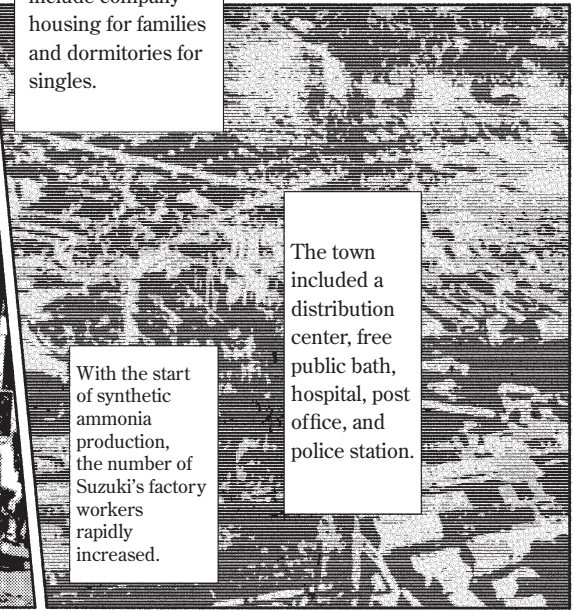 include company
housing for families
and dormitories for
singles.
The town
included a
distribution
center, free
public bath,
hospital, post
office, and
police station.
With the start
of synthetic
ammonia
production,
the number of
Suzuki's factory
workers
rapidly
increased.